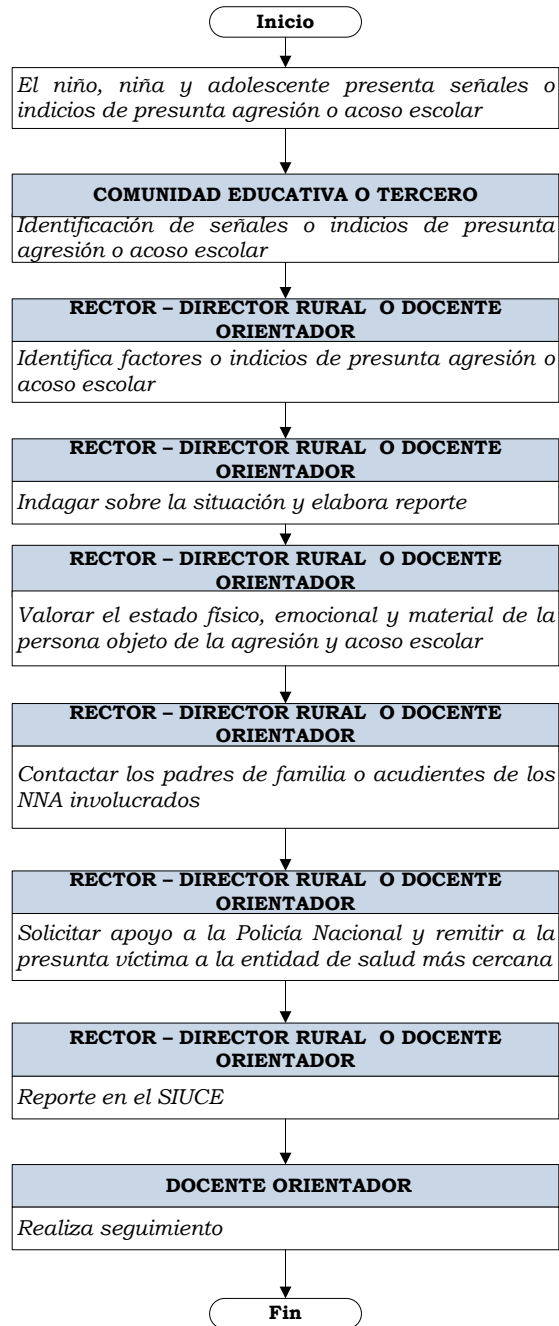 Inicio
El niño, niña y adolescente presenta señales o
indicios de presunta agresión o acoso escolar
COMUNIDAD EDUCATIVA O TERCERO
Identificación de señales o indicios de presunta
agresión o acoso escolar
RECTOR – DIRECTOR RURAL O DOCENTE
ORIENTADOR
Identifica factores o indicios de presunta agresión o
acoso escolar
RECTOR – DIRECTOR RURAL O DOCENTE
ORIENTADOR
Indagar sobre la situación y elabora reporte
RECTOR – DIRECTOR RURAL O DOCENTE
ORIENTADOR
Valorar el estado físico, emocional y material de la
persona objeto de la agresión y acoso escolar
RECTOR – DIRECTOR RURAL O DOCENTE
ORIENTADOR
Contactar los padres de familia o acudientes de los
NNA involucrados
RECTOR – DIRECTOR RURAL O DOCENTE
ORIENTADOR
Solicitar apoyo a la Policía Nacional y remitir a la
presunta víctima a la entidad de salud más cercana
RECTOR – DIRECTOR RURAL O DOCENTE
ORIENTADOR
Reporte en el SIUCE
DOCENTE ORIENTADOR
Realiza seguimiento
Fin